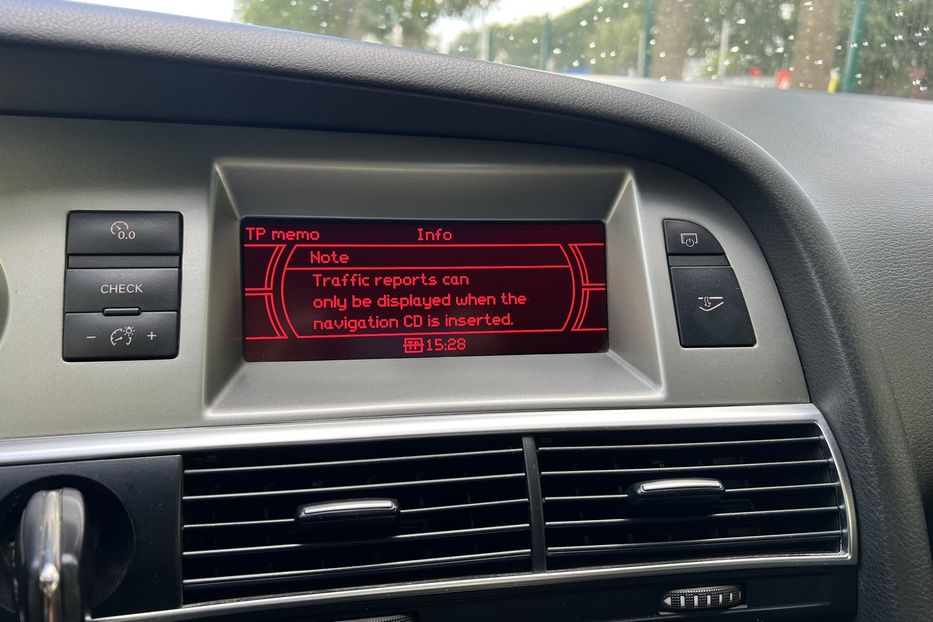 TP memo Info
Note
Traffic reports can
only be displayed when the
navigation CD is inserted.
TP 15:28
0.0
CHECK
- +